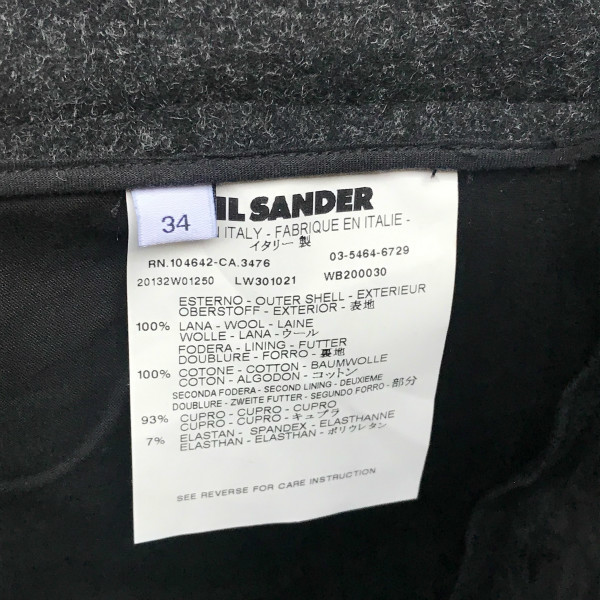 34
IL SANDER
N ITALY - FABRIQUE EN ITALIE -
イタリー 製
RN.104642-CA.3476 03-5464-6729
20132W01250 LW301021 WB200030
ESTERNO - OUTER SHELL - EXTERIEUR
OBERSTOFF - EXTERIOR - 表地
100% LANA - WOOL - LAINE
WOLLE - LANA - ウール
FODERA - LINING - FUTTER
DOUBLURE - FORRO - 裏地
100% COTONE - COTTON - BAUMWOLLE
COTON - ALGODON - コットン
SECONDA FODERA - SECOND LINING - DEUXIEME
DOUBLURE - ZWEITE FUTTER - SEGUNDO FORRO - 部分
93% CUPRO - CUPRO - CUPRO
CUPRO - CUPRO - キュプラ
7% ELASTAN - SPANDEX - ELASTHANNE
ELASTHAN - ELASTHAN - ポリウレタン
SEE REVERSE FOR CARE INSTRUCTION